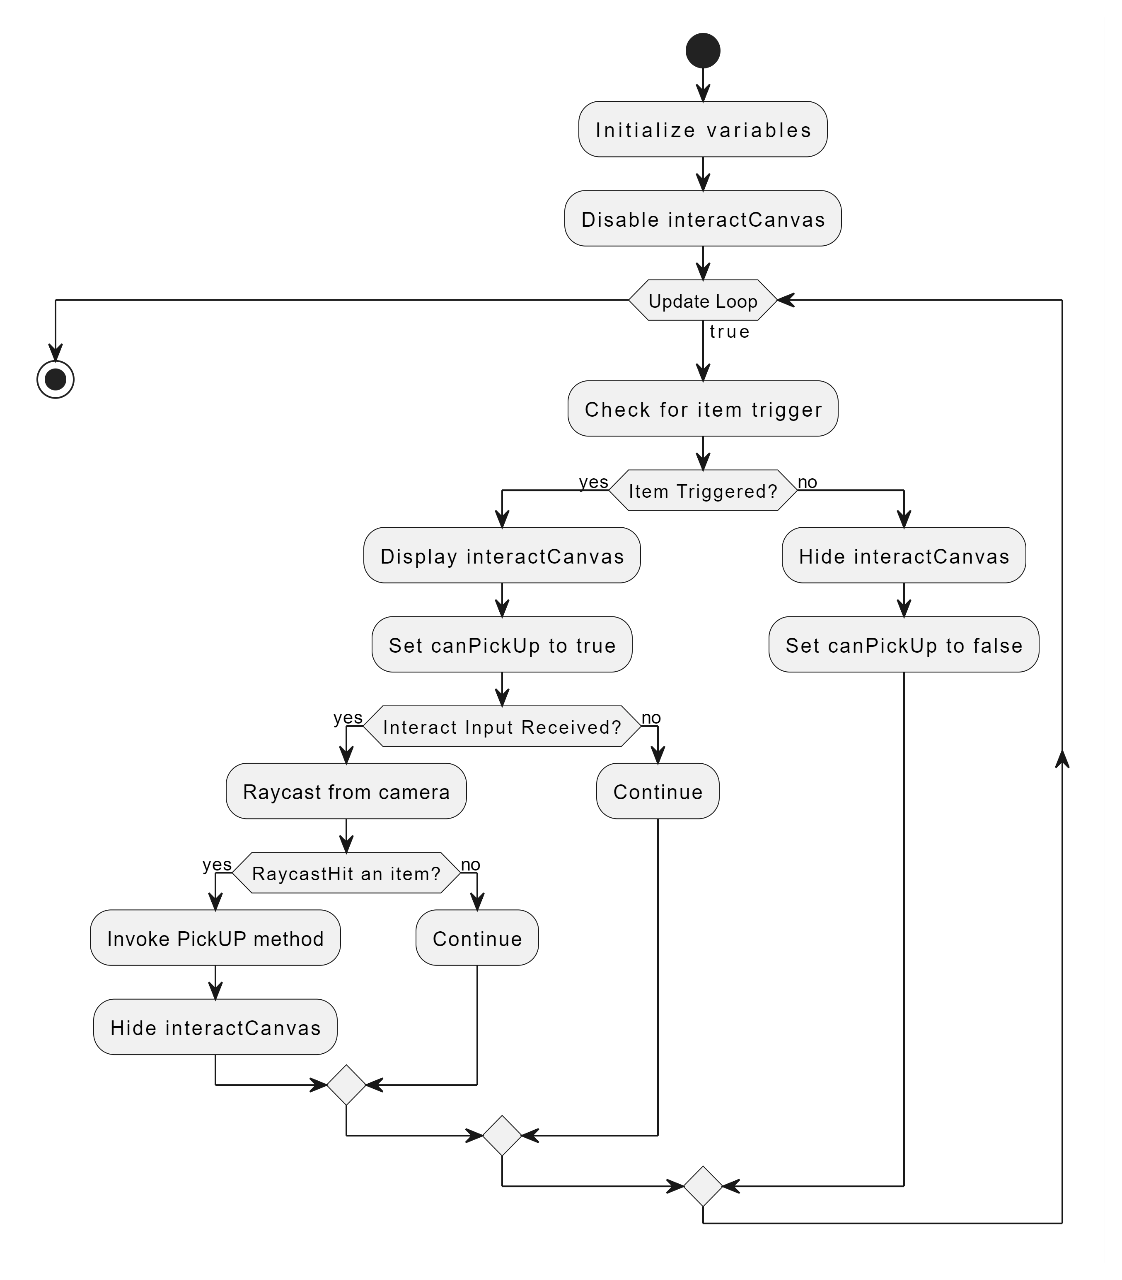 Initialize variables
Disable interactCanvas
Update Loop
true
Check for item trigger
yes
Item Triggered?
no
Display interactCanvas
Hide interactCanvas
Set canPickUp to true
Set canPickUp to false
yes
Interact Input Received?
no
Raycast from camera
Continue
yes
RaycastHit an item?
no
Invoke PickUP method
Continue
Hide interactCanvas